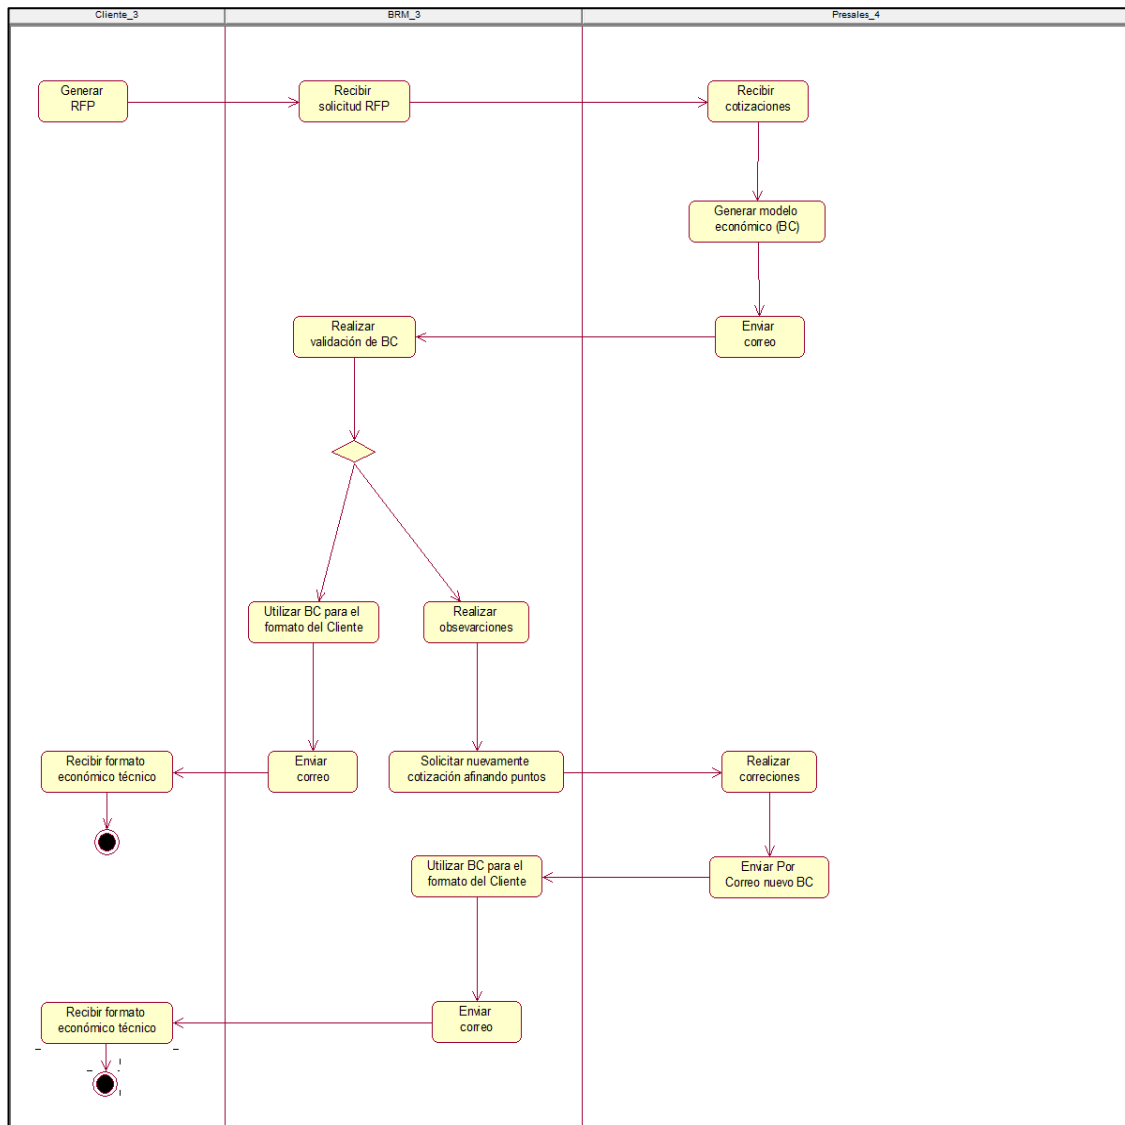 Cliente_3
BRM_3
Presales_4
Generar
RFP
Recibir
solicitud RFP
Recibir
cotizaciones
Generar modelo
económico (BC)
Realizar
validación de BC
Enviar
correo
Utilizar BC para el
formato del Cliente
Realizar
obsevarciones
Recibir formato
económico técnico
Enviar
correo
Solicitar nuevamente
cotización afinando puntos
Realizar
correciones
Utilizar BC para el
formato del Cliente
Enviar Por
Correo nuevo BC
Recibir formato
económico técnico
Enviar
correo